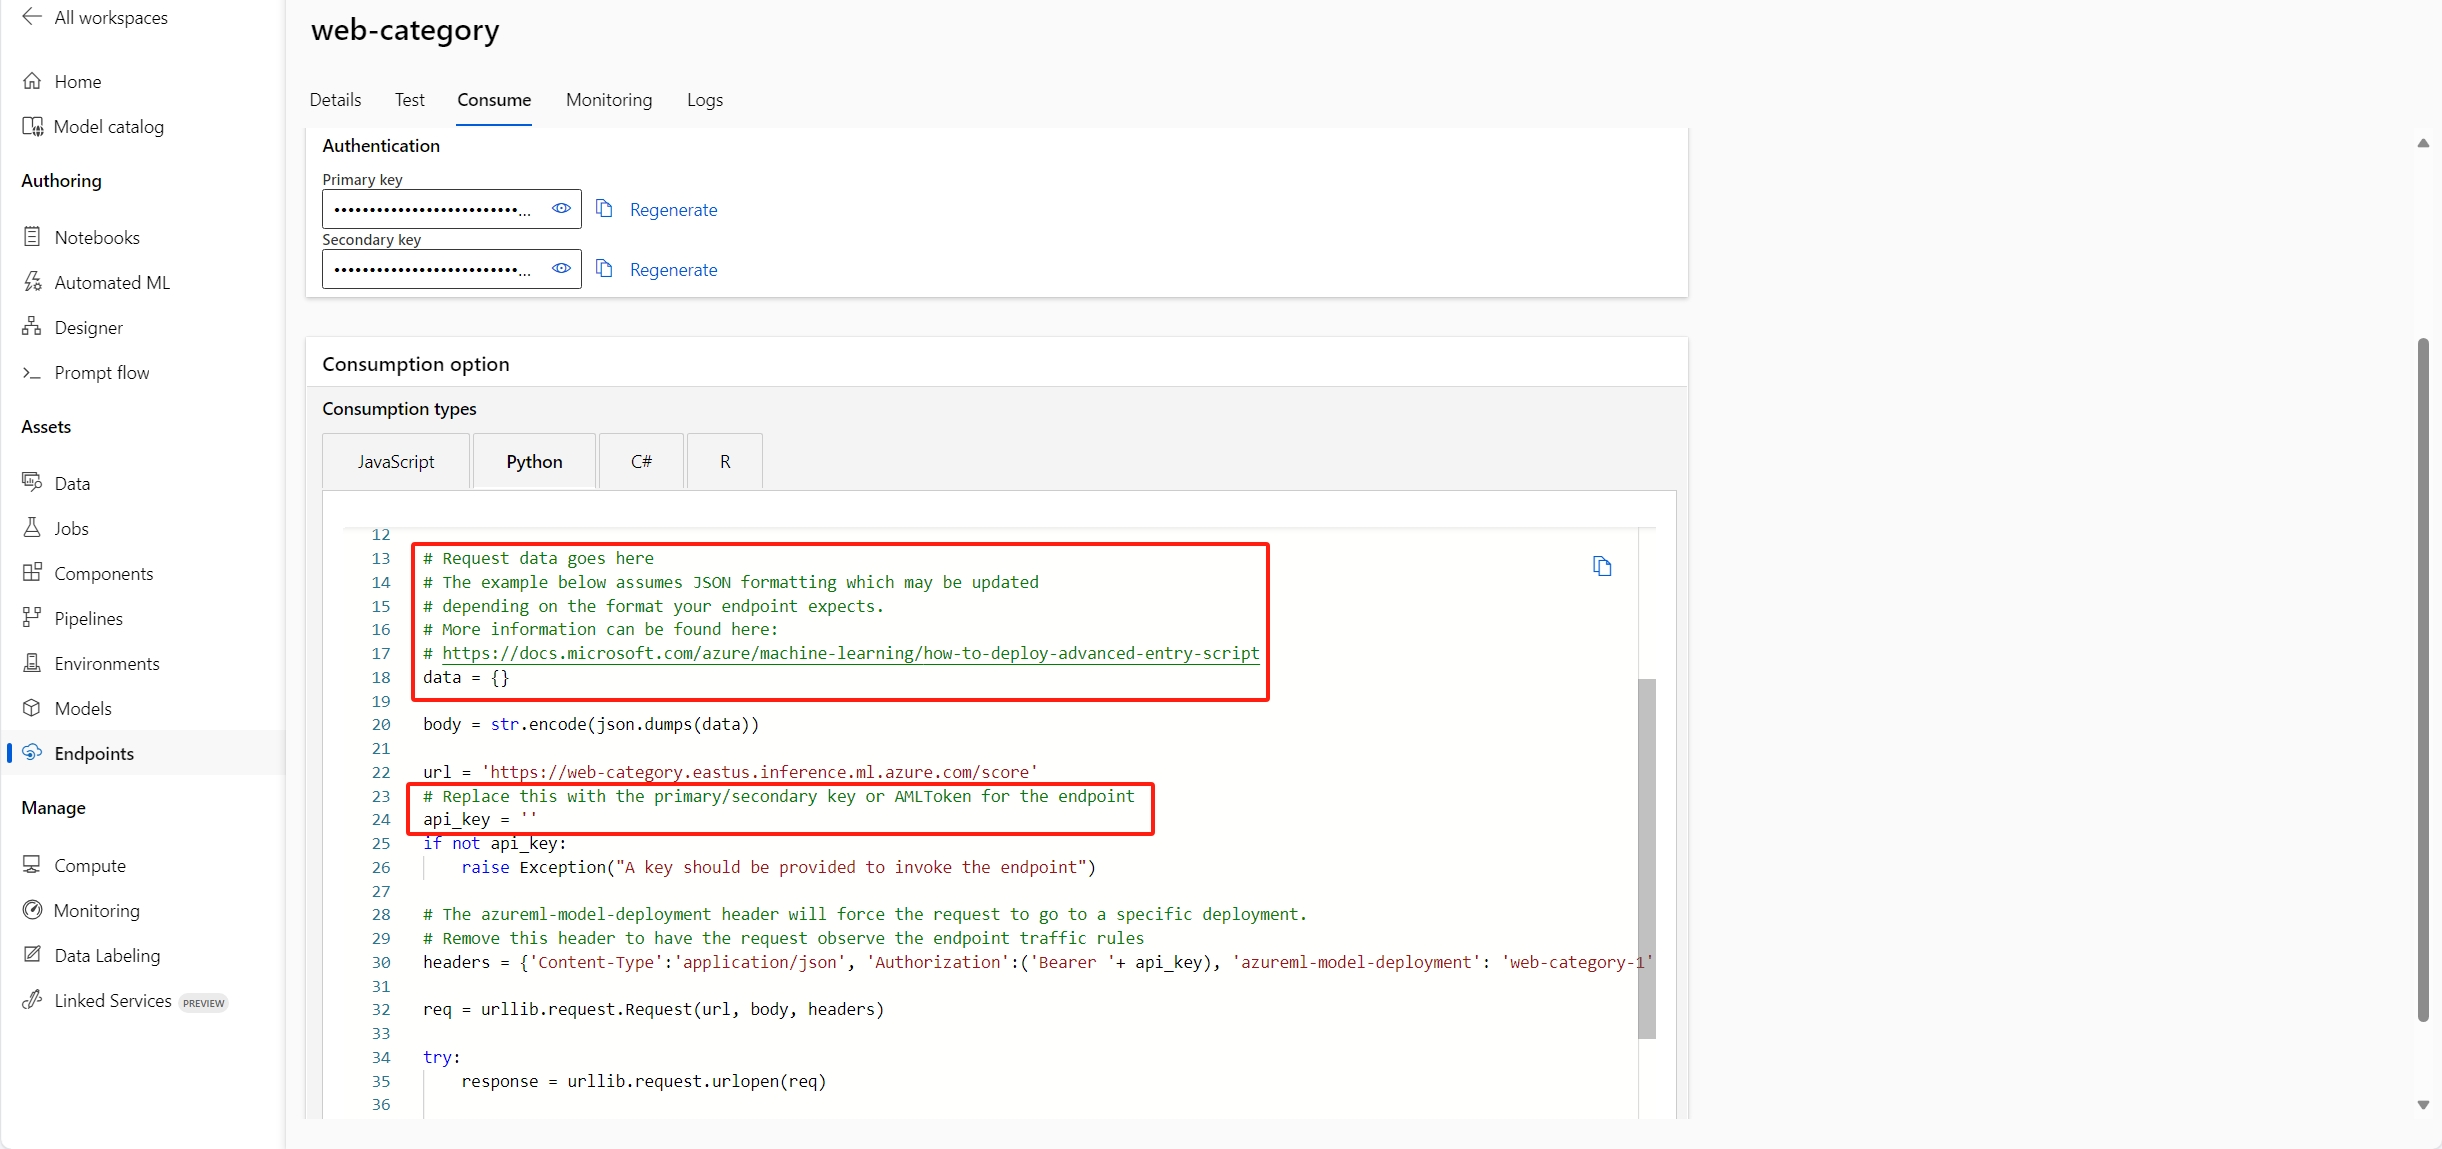 All workspaces
Home
Model catalog
Authoring
Notebooks
Automated ML
Designer
Prompt flow
Assets
Data
Jobs
Components
Pipelines
Environments
Models
Endpoints
Manage
Compute
Monitoring
Data Labeling
Linked Services PREVIEW
web-category
Details Test Consume Monitoring Logs
Authentication
Primary key
••••••••••••••••••••••••••... Regenerate
Secondary key
••••••••••••••••••••••••••... Regenerate
Consumption option
Consumption types
JavaScript Python C# R
12
13 # Request data goes here
14 # The example below assumes JSON formatting which may be updated
15 # depending on the format your endpoint expects.
16 # More information can be found here:
17 # https://docs.microsoft.com/azure/machine-learning/how-to-deploy-advanced-entry-script
18 data = {}
19
20 body = str.encode(json.dumps(data))
21
22 url = 'https://web-category.eastus.inference.ml.azure.com/score'
23 # Replace this with the primary/secondary key or AMLToken for the endpoint
24 api_key = ''
25 if not api_key:
26     raise Exception("A key should be provided to invoke the endpoint")
27
28 # The azureml-model-deployment header will force the request to go to a specific deployment.
29 # Remove this header to have the request observe the endpoint traffic rules
30 headers = {'Content-Type':'application/json', 'Authorization':('Bearer '+ api_key), 'azureml-model-deployment': 'web-category-1'
31
32 req = urllib.request.Request(url, body, headers)
33
34 try:
35     response = urllib.request.urlopen(req)
36